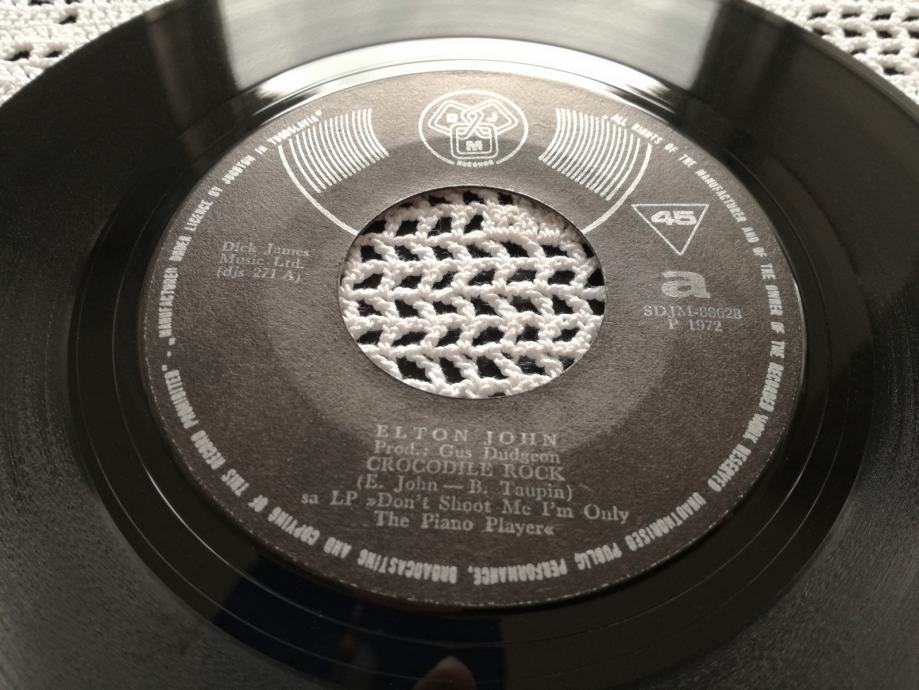 DJM
RECORDS
"MANUFACTURED UNDER LICENCE BY JUGOTON IN YUGOSLAVIA"
ALL RIGHTS OF THE MANUFACTURER AND OF THE OWNER OF THE RECORDED WORK RESERVED UNAUTHORISED PUBLIC PERFORMANCE, BROADCASTING AND COPYING OF THIS RECORD PROHIBITED" -
45
Dick James
Music. Ltd.
(djs 271 A)
a
SDJM-88628
P 1972
ELTON JOHN
Prod.: Gus Dudgeon
CROCODILE ROCK
(E. John — B. Taupin)
sa LP »Don't Shoot Me I'm Only
The Piano Player«